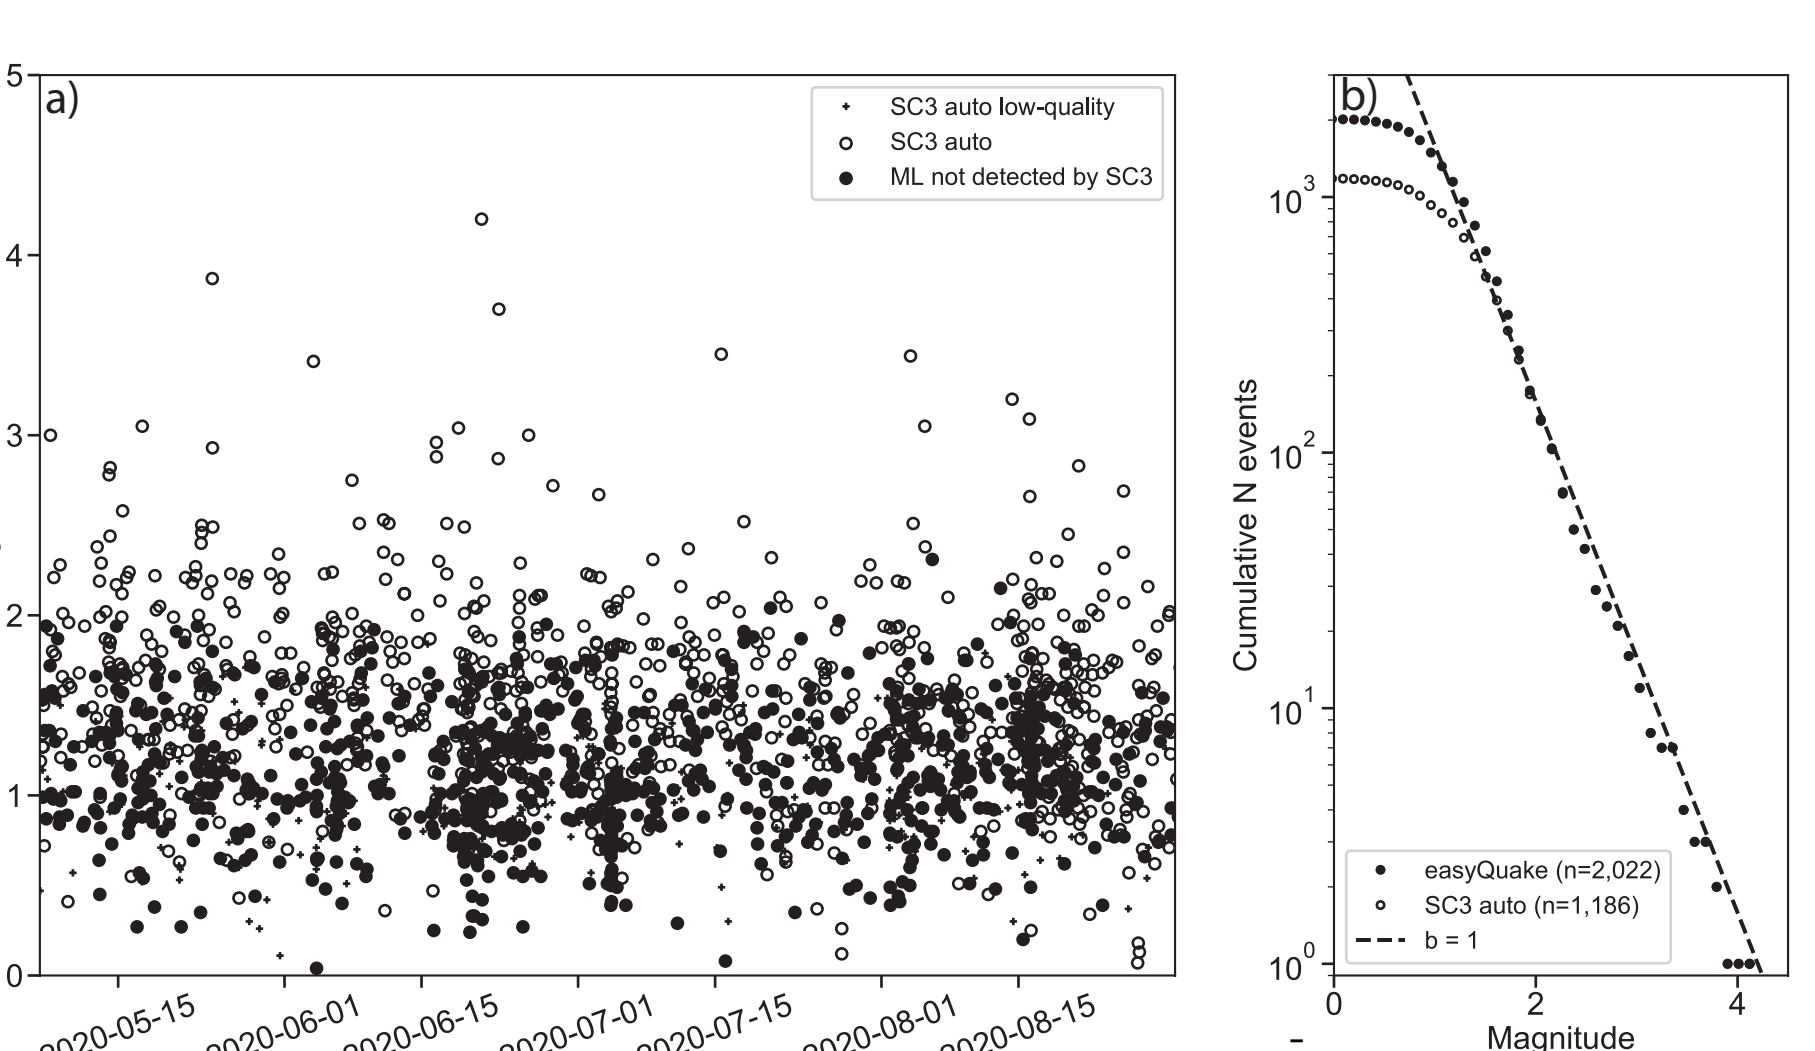 a)
5
4
3
2
1
0
SC3 auto low-quality
SC3 auto
ML not detected by SC3
2020-05-15
2020-06-01
2020-06-15
2020-07-01
2020-07-15
2020-08-01
2020-08-15
b)
Cumulative N events
10³
10²
10¹
10⁰
easyQuake (n=2,022)
SC3 auto (n=1,186)
b = 1
0
2
4
Magnitude